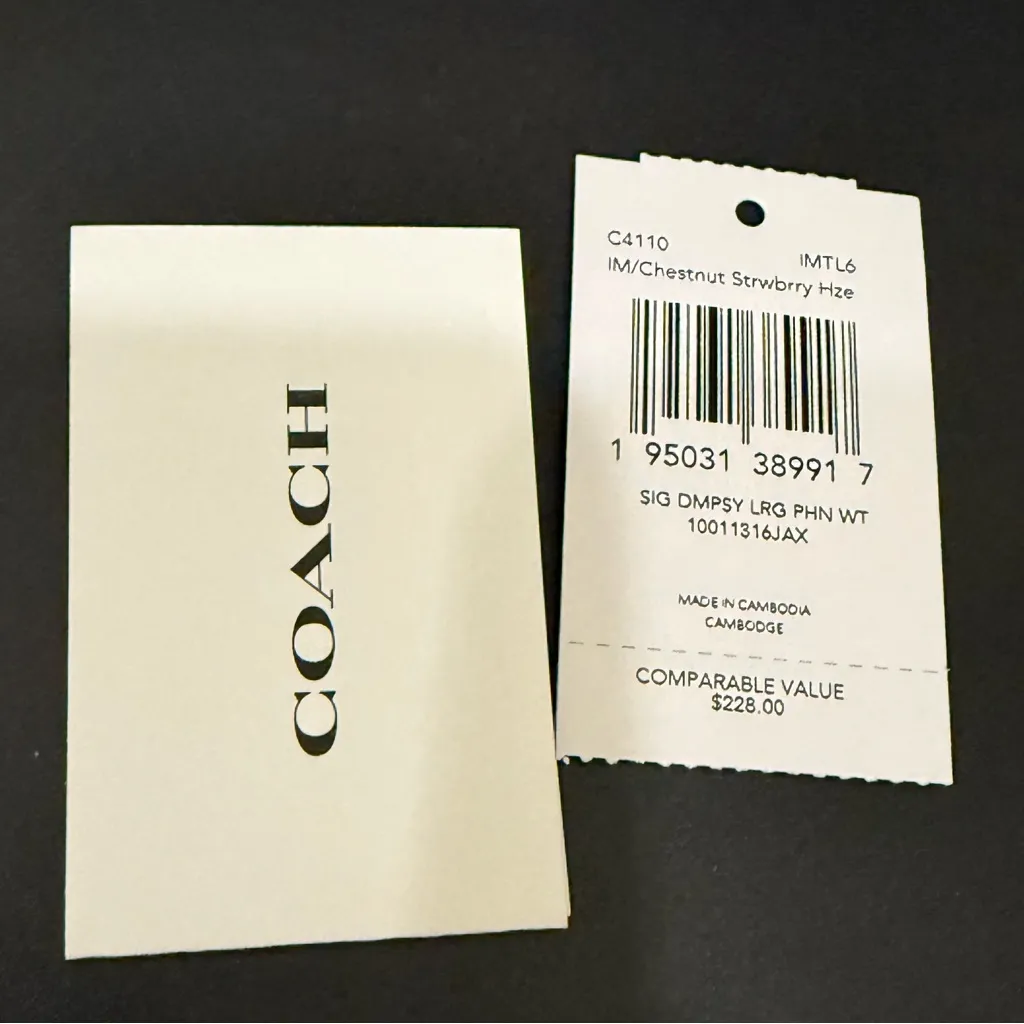 COACH
C4110
IMTL6
IM/Chestnut Strwbrry Hze
1 95031 38991 7
SIG DMPSY LRG PHN WT
10011316JAX
MADE IN CAMBODIA
CAMBODGE
COMPARABLE VALUE
$228.00